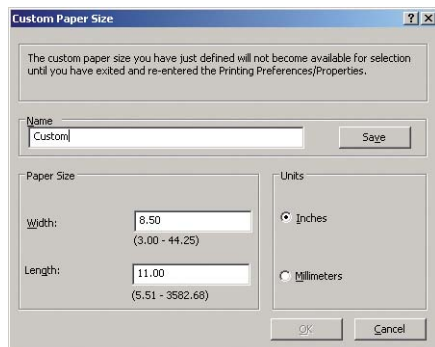 Custom Paper Size
The custom paper size you have just defined will not become available for selection
until you have exited and re-entered the Printing Preferences/Properties.
Name
Custom
Save
Paper Size
Width:
8.50
(3.00 - 44.25)
Length:
11.00
(5.51 - 3582.68)
Units
Inches
Millimeters
OK
Cancel